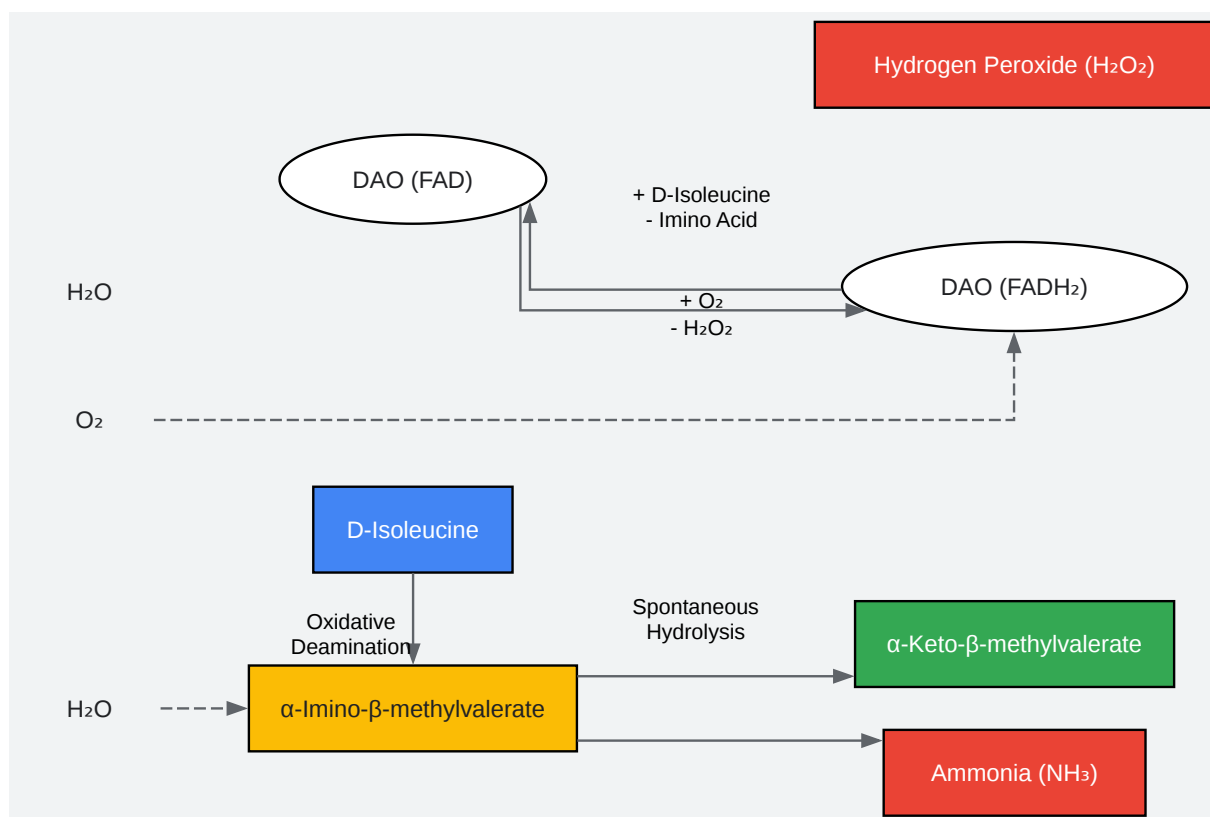 Hydrogen Peroxide (H₂O₂)
DAO (FAD)
+ D-Isoleucine
- Imino Acid
H₂O
DAO (FADH₂)
+ O₂
- H₂O₂
O₂
D-Isoleucine
Oxidative
Deamination
Spontaneous
Hydrolysis
α-Keto-β-methylvalerate
H₂O
α-Imino-β-methylvalerate
Ammonia (NH₃)